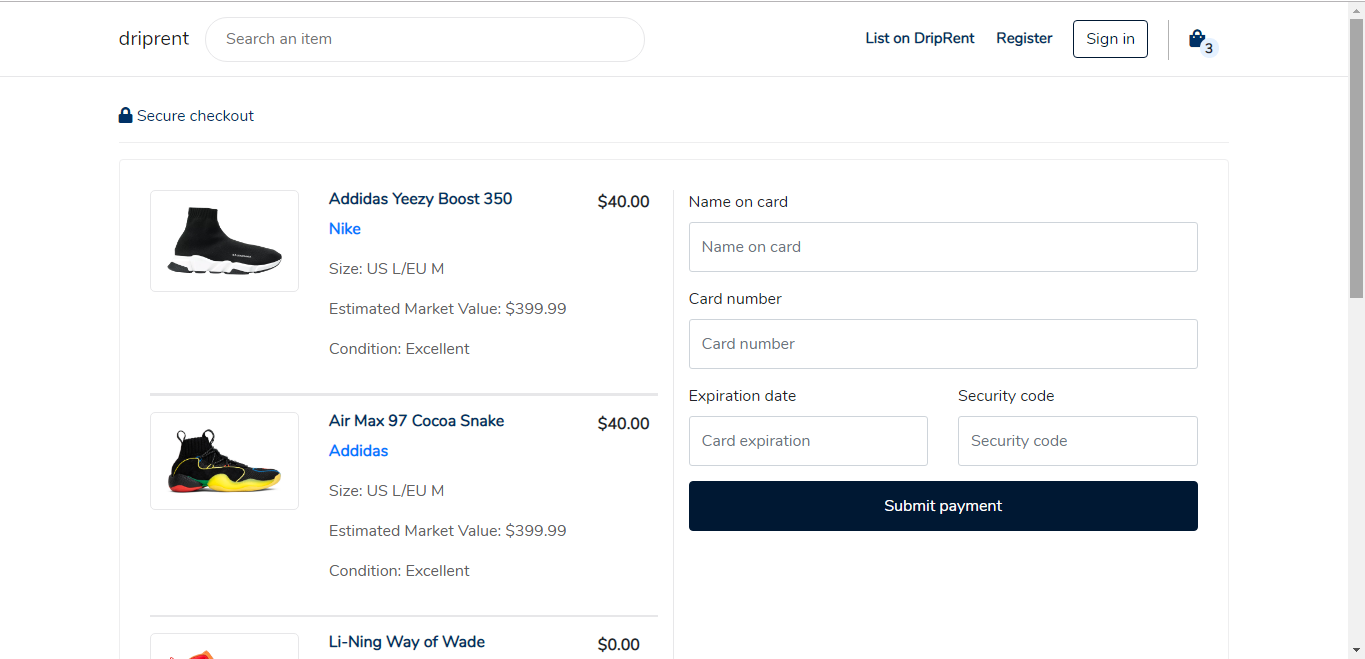 driprent
Search an item
List on DripRent
Register
Sign in
3
Secure checkout
Addidas Yeezy Boost 350
$40.00
Nike
Size: US L/EU M
Estimated Market Value: $399.99
Condition: Excellent
Air Max 97 Cocoa Snake
$40.00
Addidas
Size: US L/EU M
Estimated Market Value: $399.99
Condition: Excellent
Li-Ning Way of Wade
$0.00
Name on card
Name on card
Card number
Card number
Expiration date
Security code
Card expiration
Security code
Submit payment